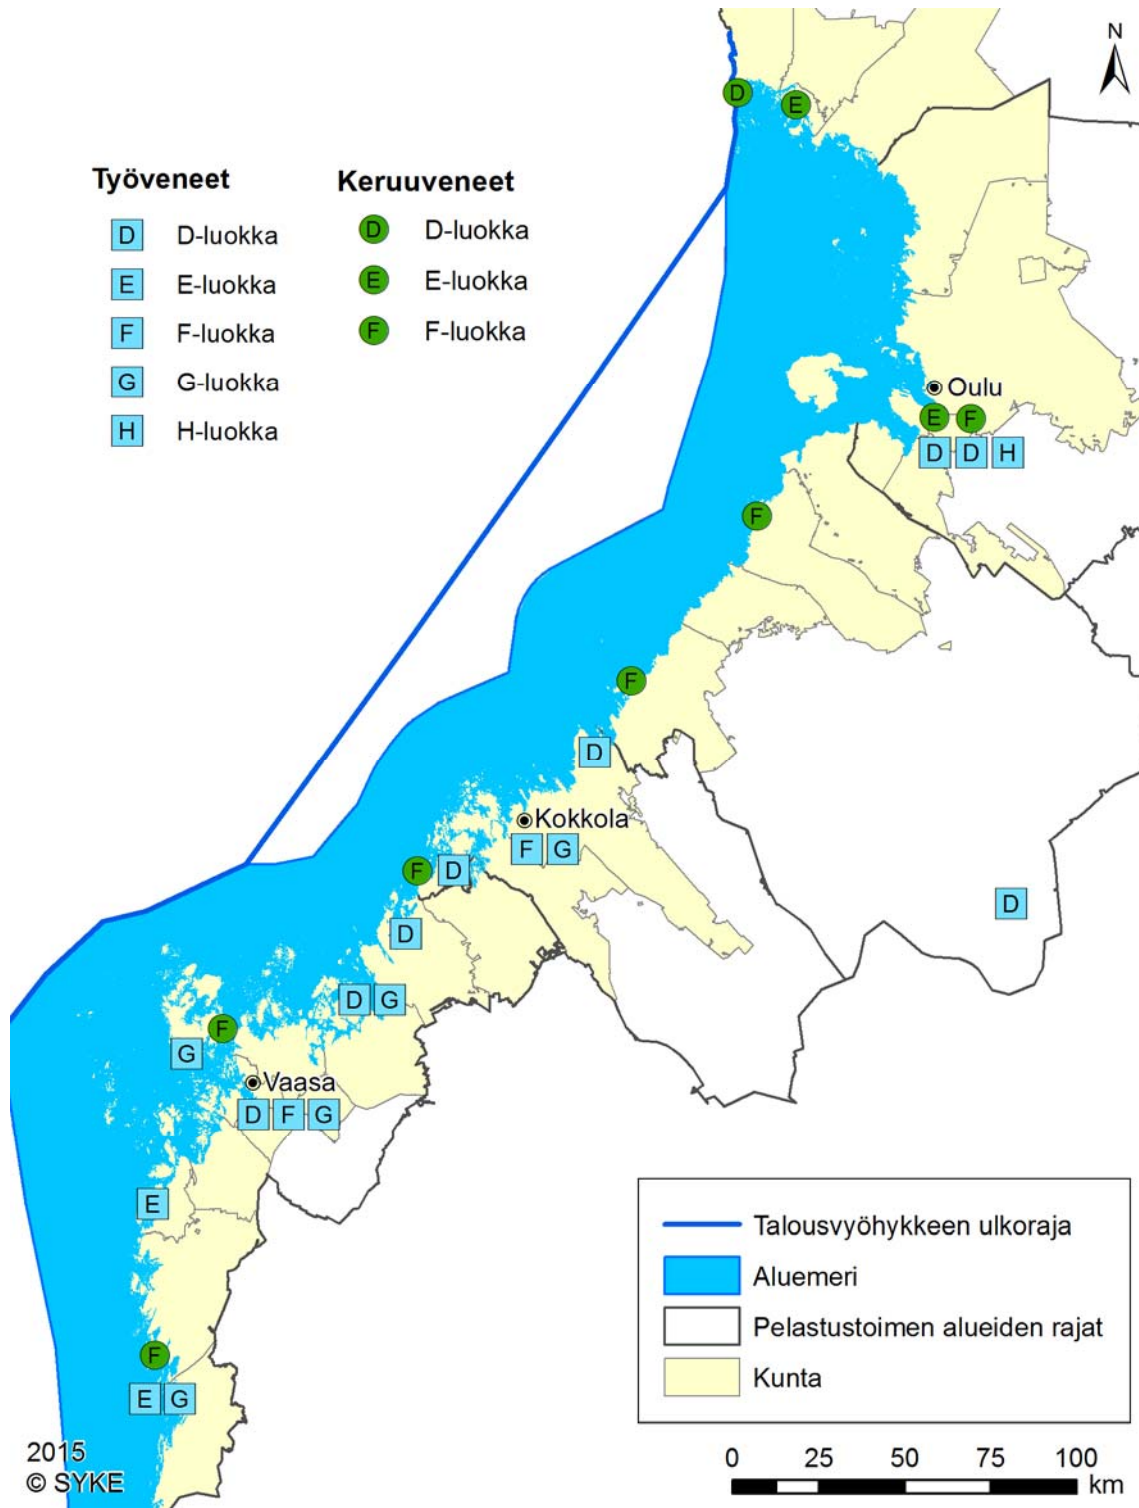 N
D
E
Työveneet
D D-luokka
E E-luokka
F F-luokka
G G-luokka
H H-luokka
Keruuveneet
D D-luokka
E E-luokka
F F-luokka
Oulu
E F
D D H
F
F
D
Kokkola
F G
F D
D
D
D G
F
G
Vaasa
D F G
E
F
E G
Talousvyöhykkeen ulkoraja
Aluemeri
Pelastustoimen alueiden rajat
Kunta
2015
© SYKE
0 25 50 75 100
km